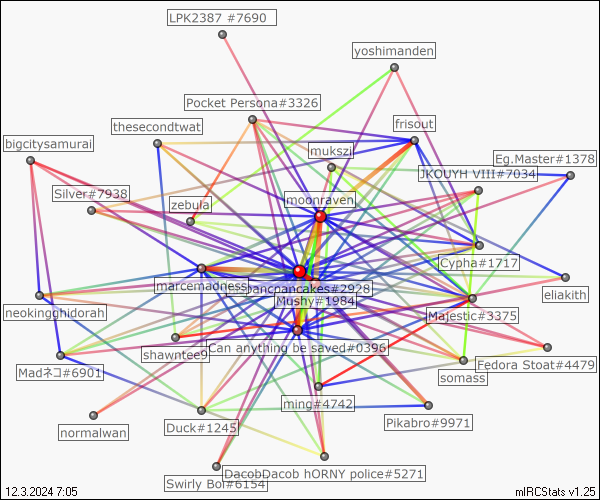 LPK2387 #7690
yoshimanden
Pocket Persona#3326
frisout
thesecondtwat
bigcitysamurai
mukszi
Eg.Master#1378
JKOUYH VIII#7034
Silver#7938
moonraven
zebula
Cypha#1717
marcemadness
pancakes#2928
eliakith
Mushy#1984
neokingghidorah
Majestic#3375
Can anything be saved#0396
shawntee9
Fedora Stoat#4479
Madネコ#6901
somass
ming#4742
Pikabro#9971
Duck#1245
normalwan
DacobDacob hORNY police#5271
Swirly Boi#6154
12.3.2024 7:05
mIRCStats v1.25